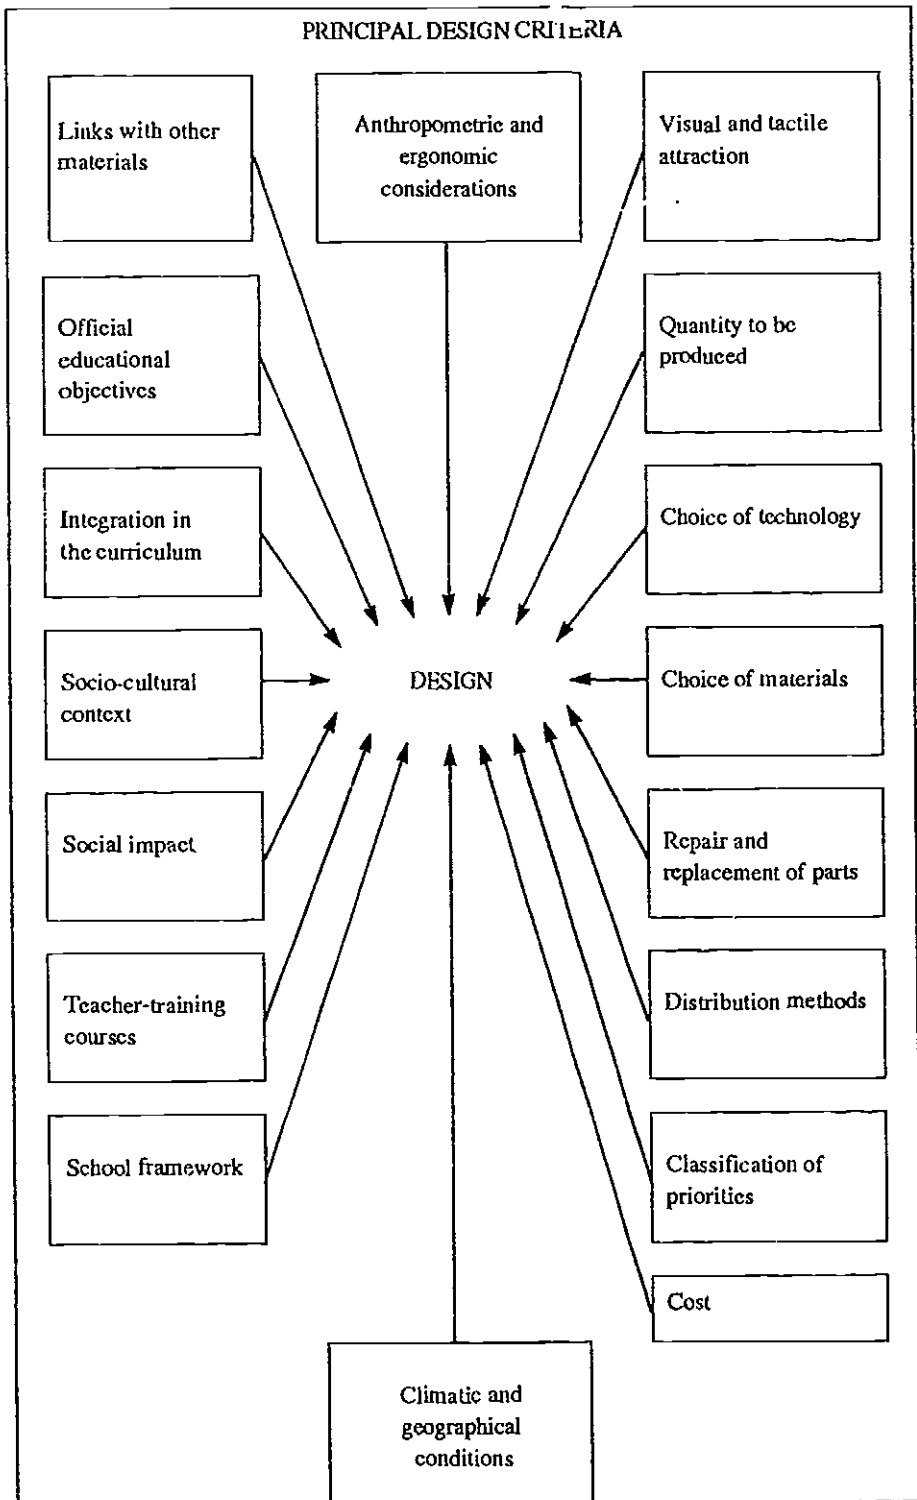 PRINCIPAL DESIGN CRITERIA
Links with other
materials
Anthropometric and
ergonomic
considerations
Visual and tactile
attraction
Official
educational
objectives
Quantity to be
produced
Integration in
the curriculum
Choice of technology
Socio-cultural
context
DESIGN
Choice of materials
Social impact
Repair and
replacement of parts
Teacher-training
courses
Distribution methods
School framework
Classification of
priorities
Cost
Climatic and
geographical
conditions